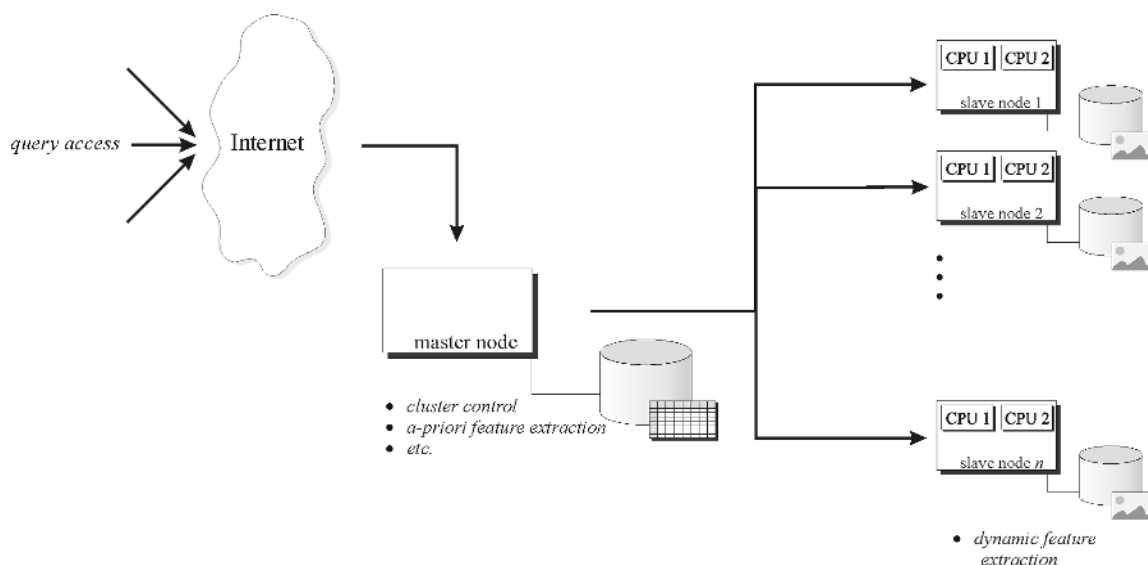 query access
Internet
master node
• cluster control
• a-priori feature extraction
• etc.
CPU 1 CPU 2
slave node 1
CPU 1 CPU 2
slave node 2
CPU 1 CPU 2
slave node n
• dynamic feature
extraction